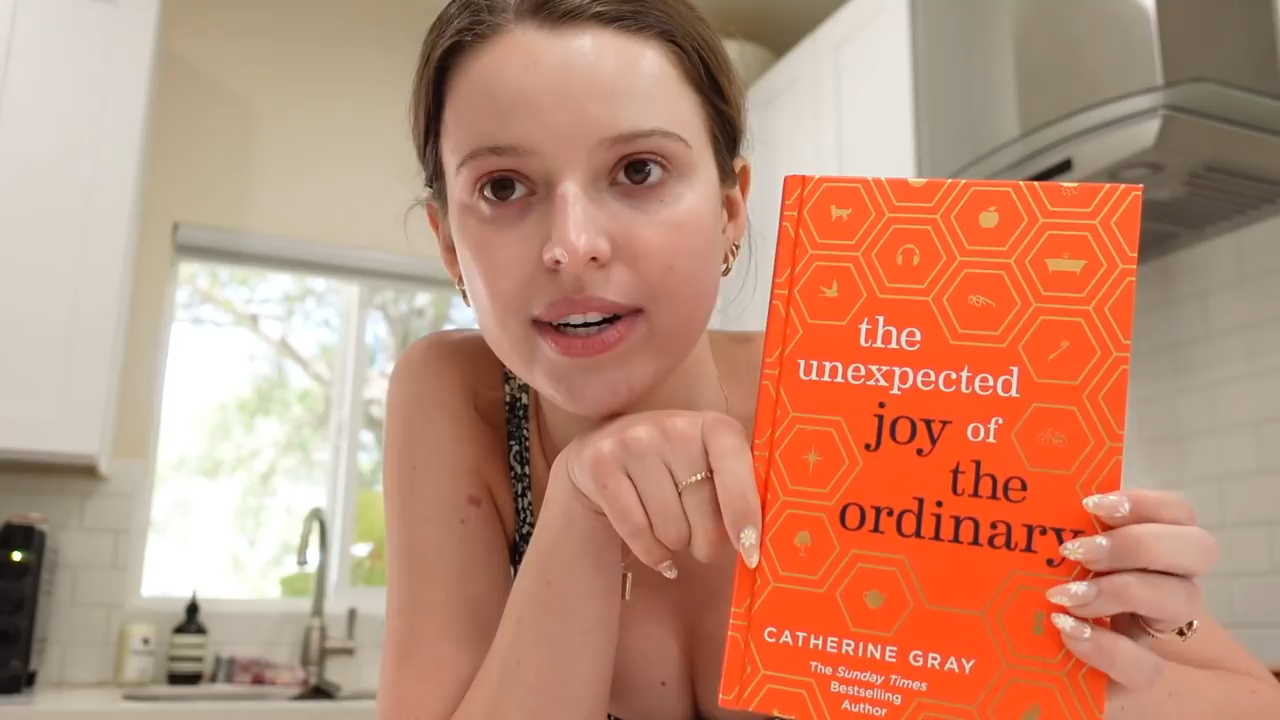 the
unexpected
joy of
the
ordinary
CATHERINE GRAY
The Sunday Times
Bestselling
Author